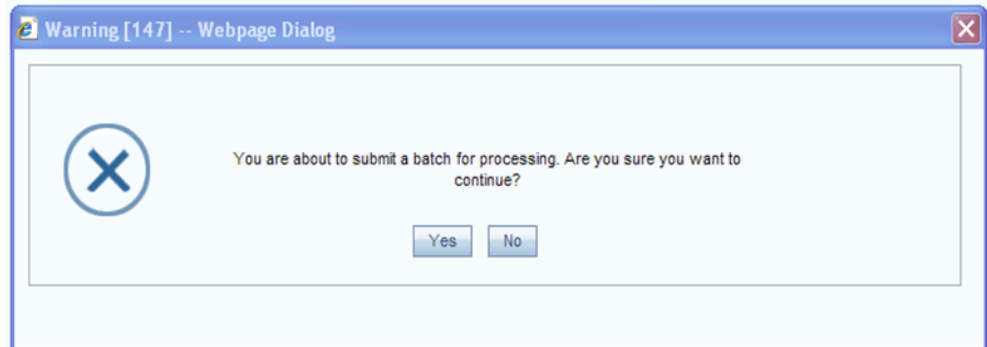 Warning [147] -- Webpage Dialog
You are about to submit a batch for processing. Are you sure you want to
continue?
Yes No